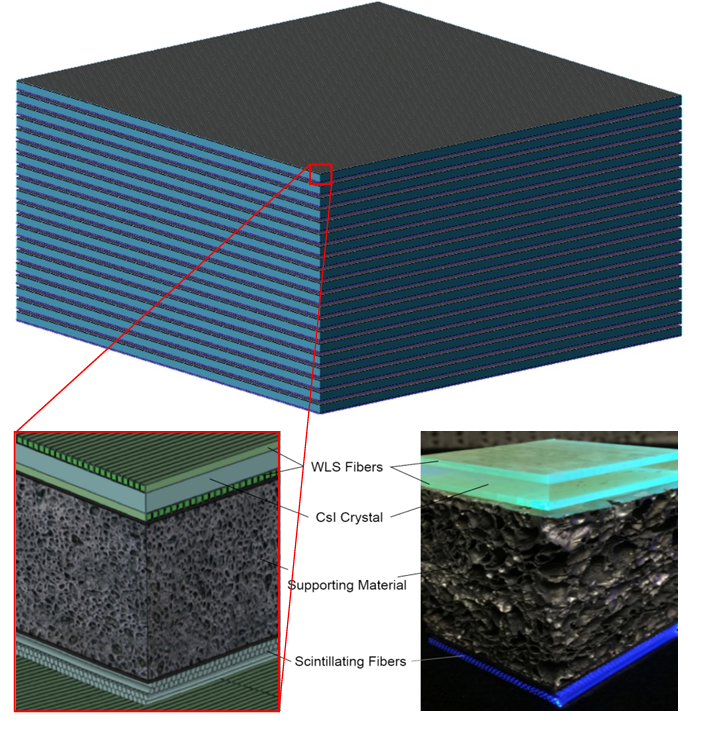 WLS Fibers
CsI Crystal
Supporting Material
Scintillating Fibers